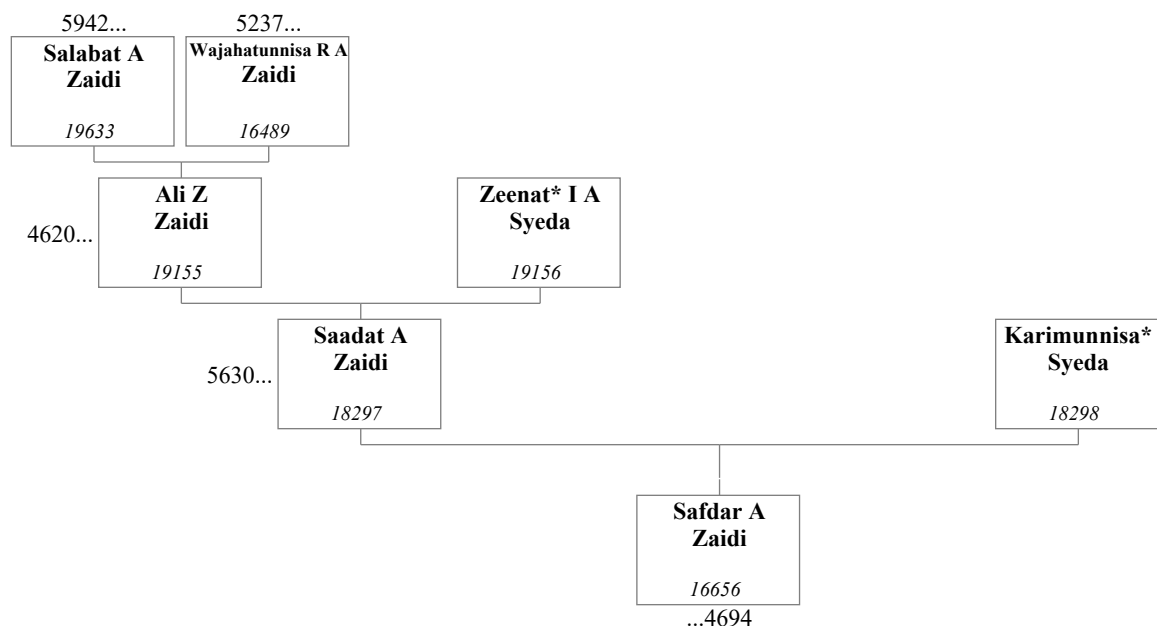 5942...
5237...
Salabat A
Zaidi
19633
Wajahatunnisa R A
Zaidi
16489
4620...
Ali Z
Zaidi
19155
Zeenat* I A
Syeda
19156
5630...
Saadat A
Zaidi
18297
Karimunnisa*
Syeda
18298
Safdar A
Zaidi
16656
...4694